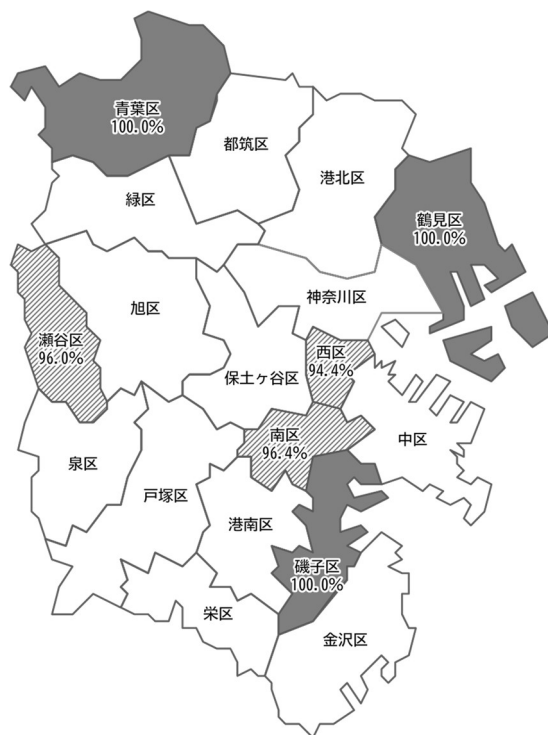 青葉区
100.0%
都筑区
港北区
緑区
鶴見区
100.0%
旭区
神奈川区
瀬谷区
96.0%
西区
94.4%
保土ヶ谷区
中区
南区
96.4%
泉区
戸塚区
港南区
磯子区
100.0%
栄区
金沢区